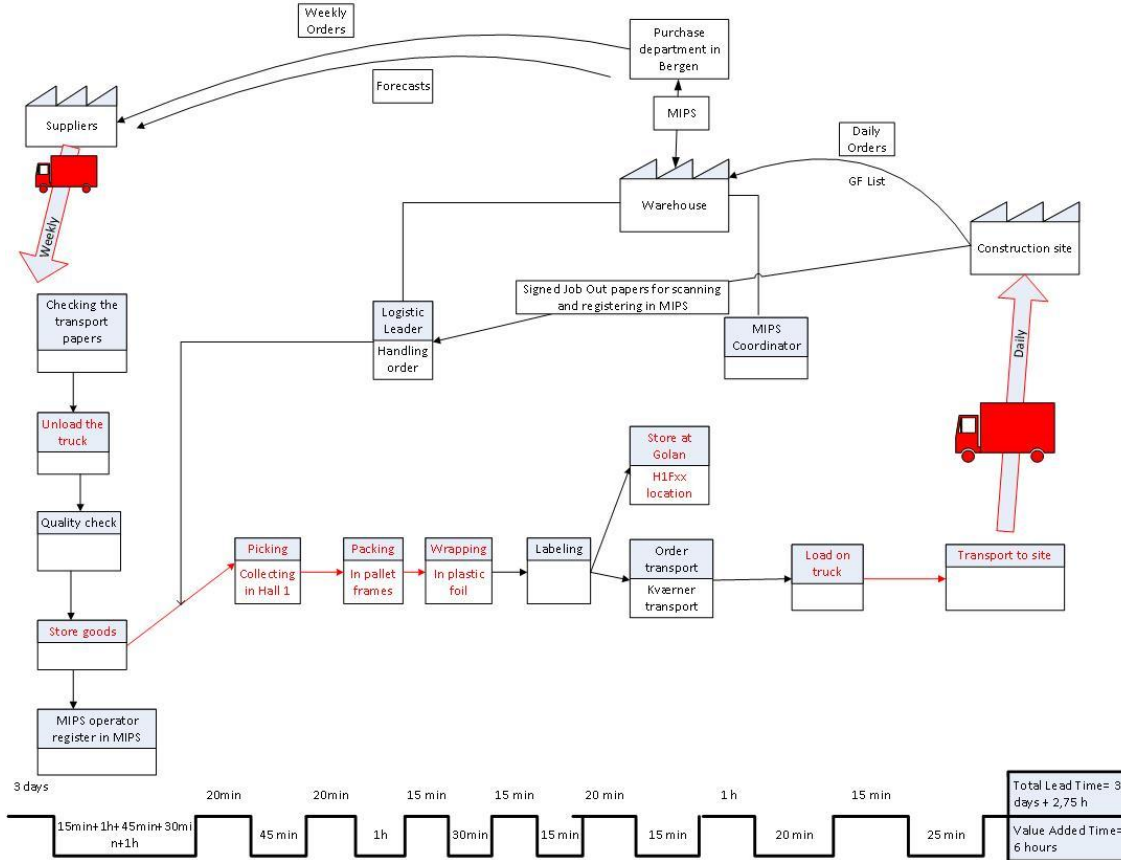 Weekly
Orders
Purchase
department in
Bergen
Forecasts
MIPS
Suppliers
Daily
Orders
GF List
Warehouse
Weekly
Construction site
Checking the
transport
papers
Signed Job Out papers for scanning
and registering in MIPS
Logistic
Leader
Handling
order
MIPS
Coordinator
Daily
Unload the
truck
Store at
Golan
H1Fxx
location
Quality check
Picking
Collecting
in Hall 1
Packing
In pallet
frames
Wrapping
In plastic
foil
Labeling
Order
transport
Kværner
transport
Load on
truck
Transport to site
Store goods
MIPS operator
register in MIPS
3 days
20min
20min
15 min
15 min
20 min
1 h
15 min
Total Lead Time= 3
days + 2,75 h
15min+1h+45min+30mi
n+1h
45 min
1h
30min
15 min
15 min
20 min
25 min
Value Added Time=
6 hours